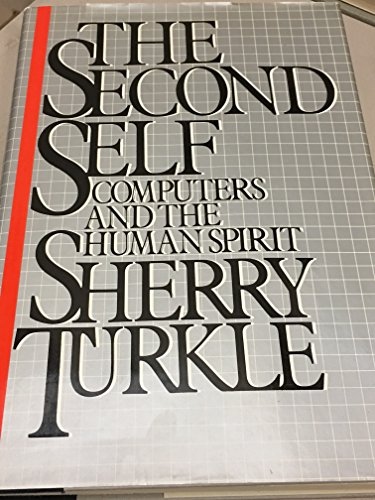 THE
SECOND
SELF
COMPUTERS
AND THE
HUMAN SPIRIT
SHERRY
TURKLE